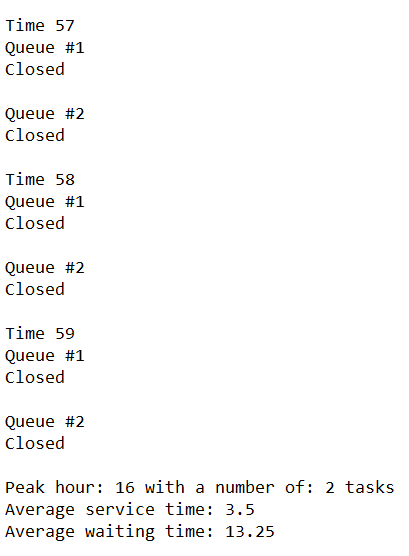 Time 57
Queue #1
Closed
Queue #2
Closed
Time 58
Queue #1
Closed
Queue #2
Closed
Time 59
Queue #1
Closed
Queue #2
Closed
Peak hour: 16 with a number of: 2 tasks
Average service time: 3.5
Average waiting time: 13.25